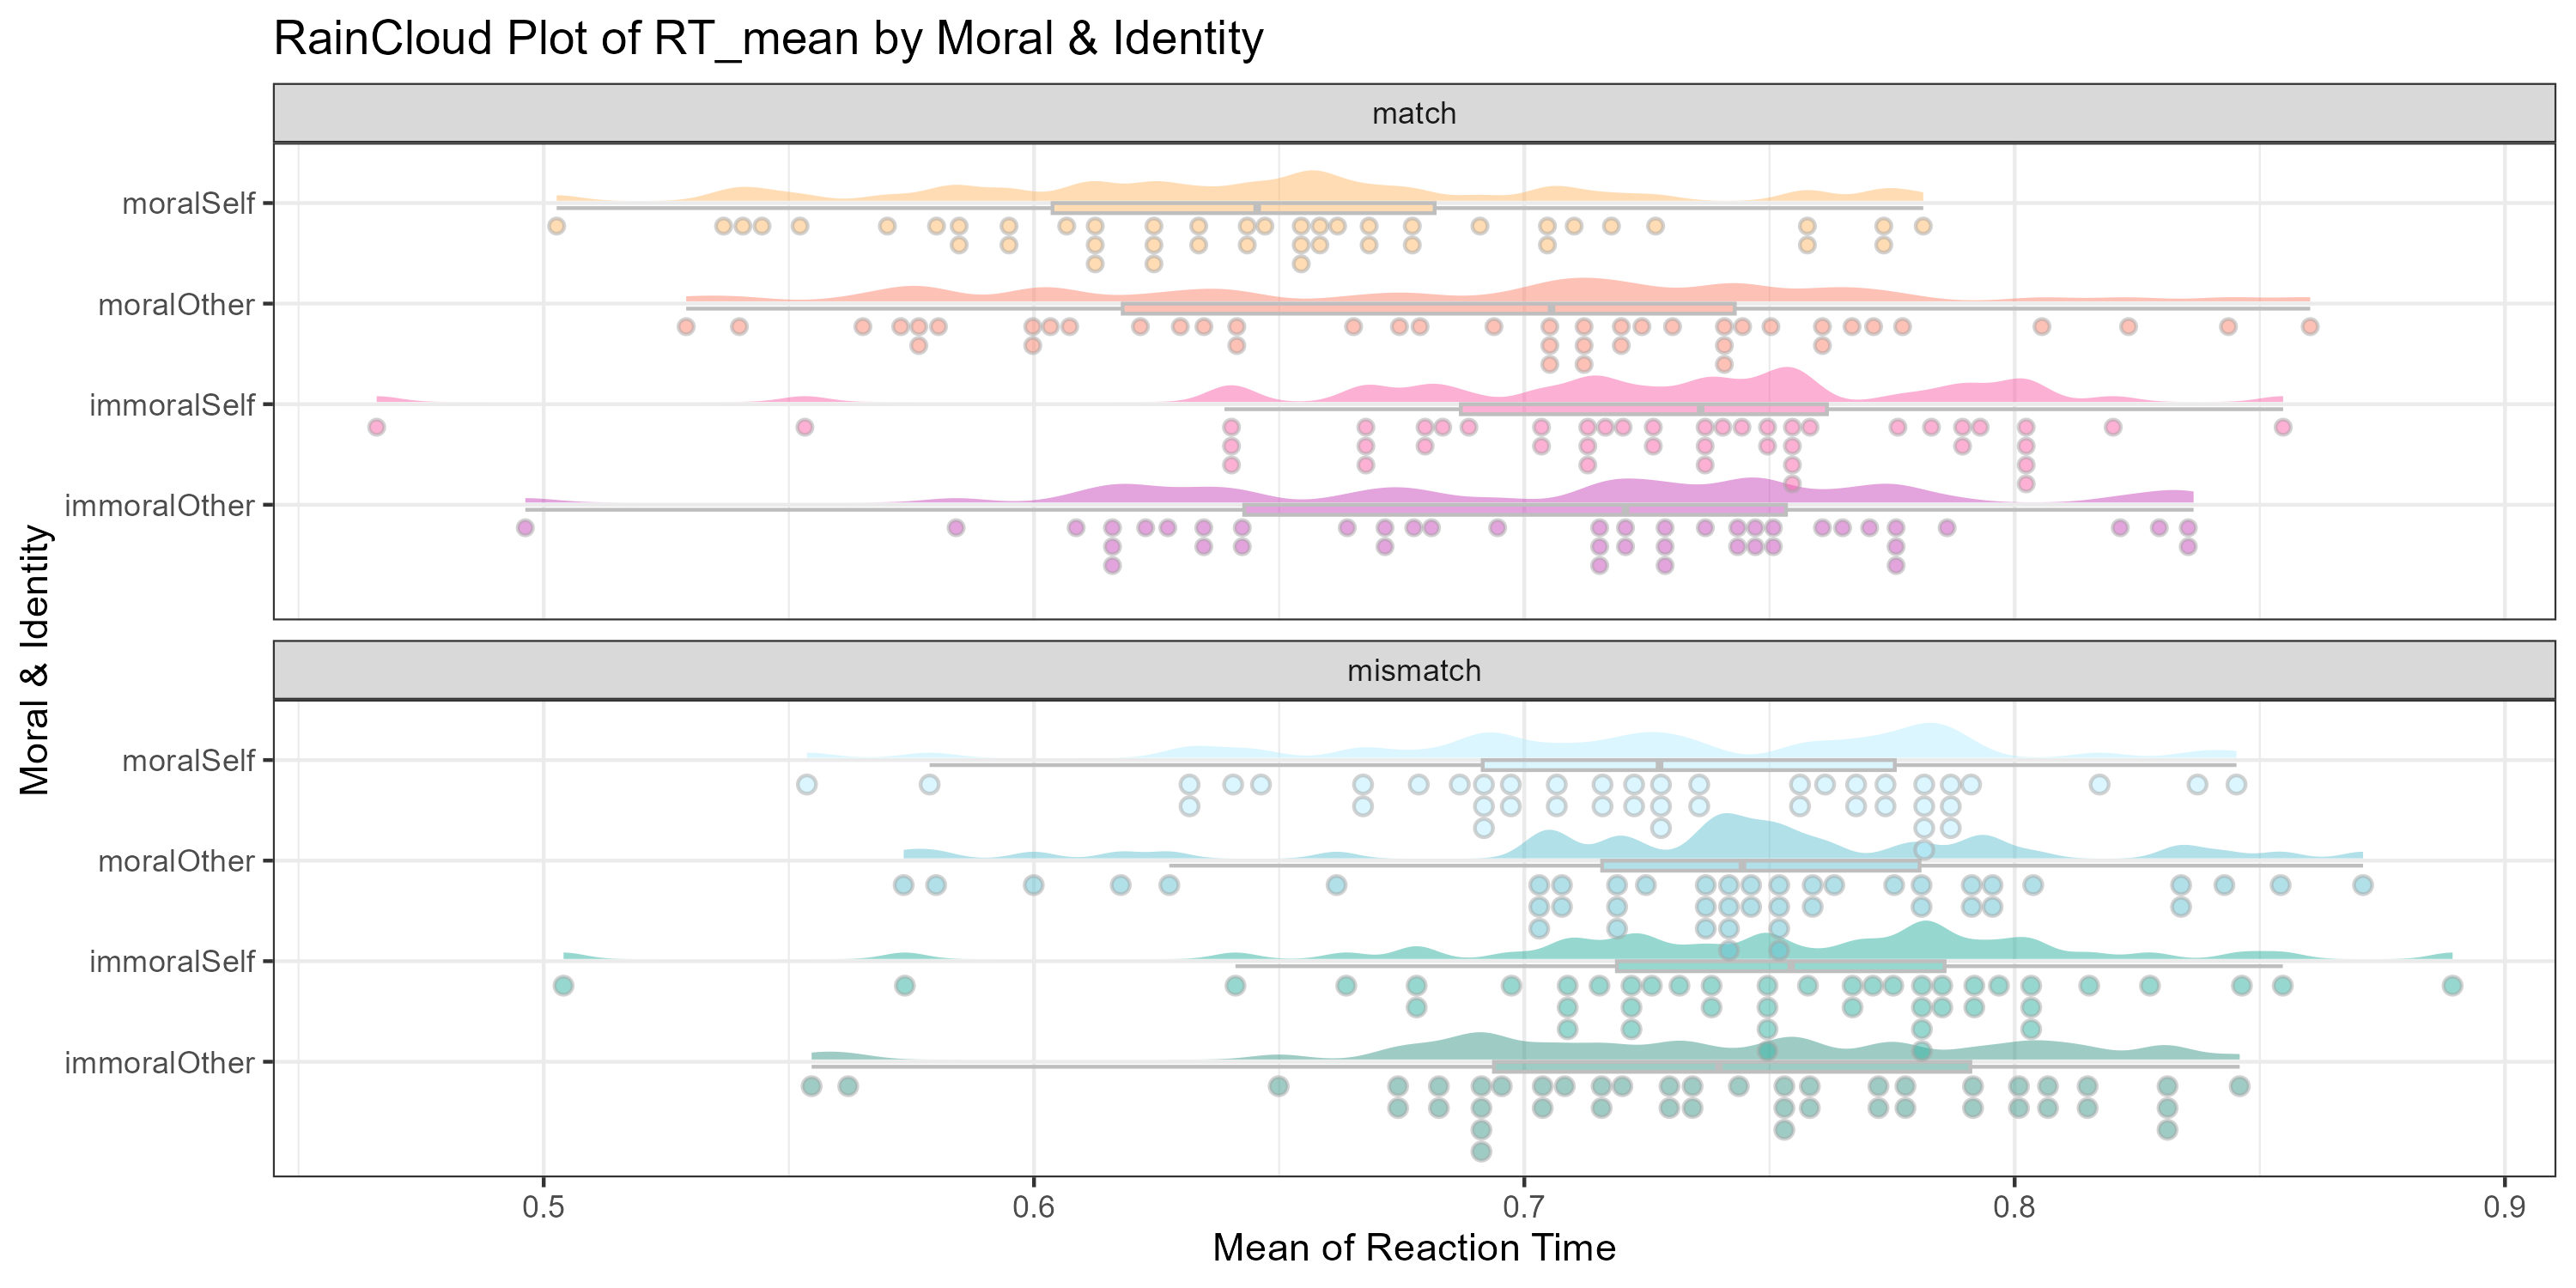 RainCloud Plot of RT_mean by Moral & Identity
match
moralSelf
moralOther
immoralSelf
immoralOther
Moral & Identity
mismatch
moralSelf
moralOther
immoralSelf
immoralOther
0.5 0.6 0.7 0.8 0.9
Mean of Reaction Time